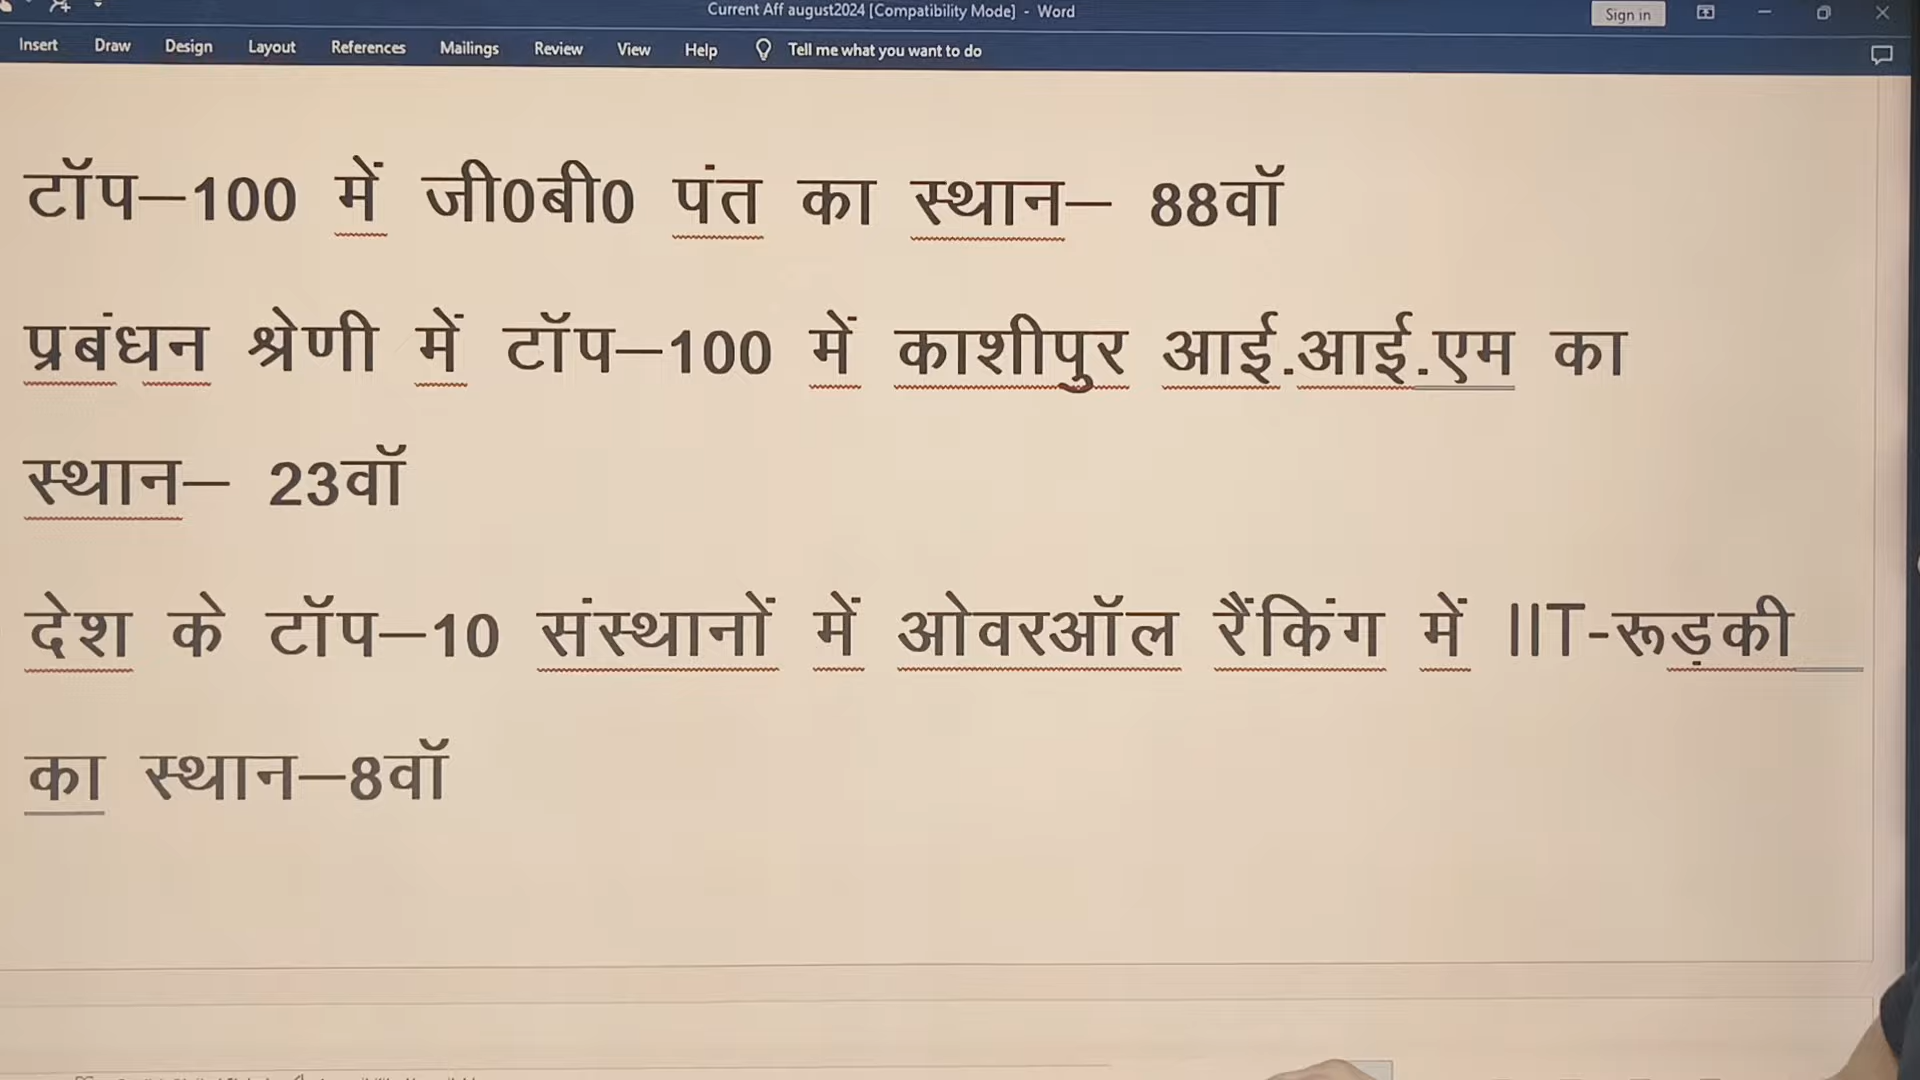 Current Aff august2024 [Compatibility Mode] - Word
Sign in
Insert Draw Design Layout References Mailings Review View Help Tell me what you want to do
टॉप–100 में जी0बी0 पंत का स्थान– 88वॉ
प्रबंधन श्रेणी में टॉप–100 में काशीपुर आई.आई.एम का
स्थान– 23वॉ
देश के टॉप–10 संस्थानों में ओवरऑल रैंकिंग में IIT-रूड़की
का स्थान–8वॉ